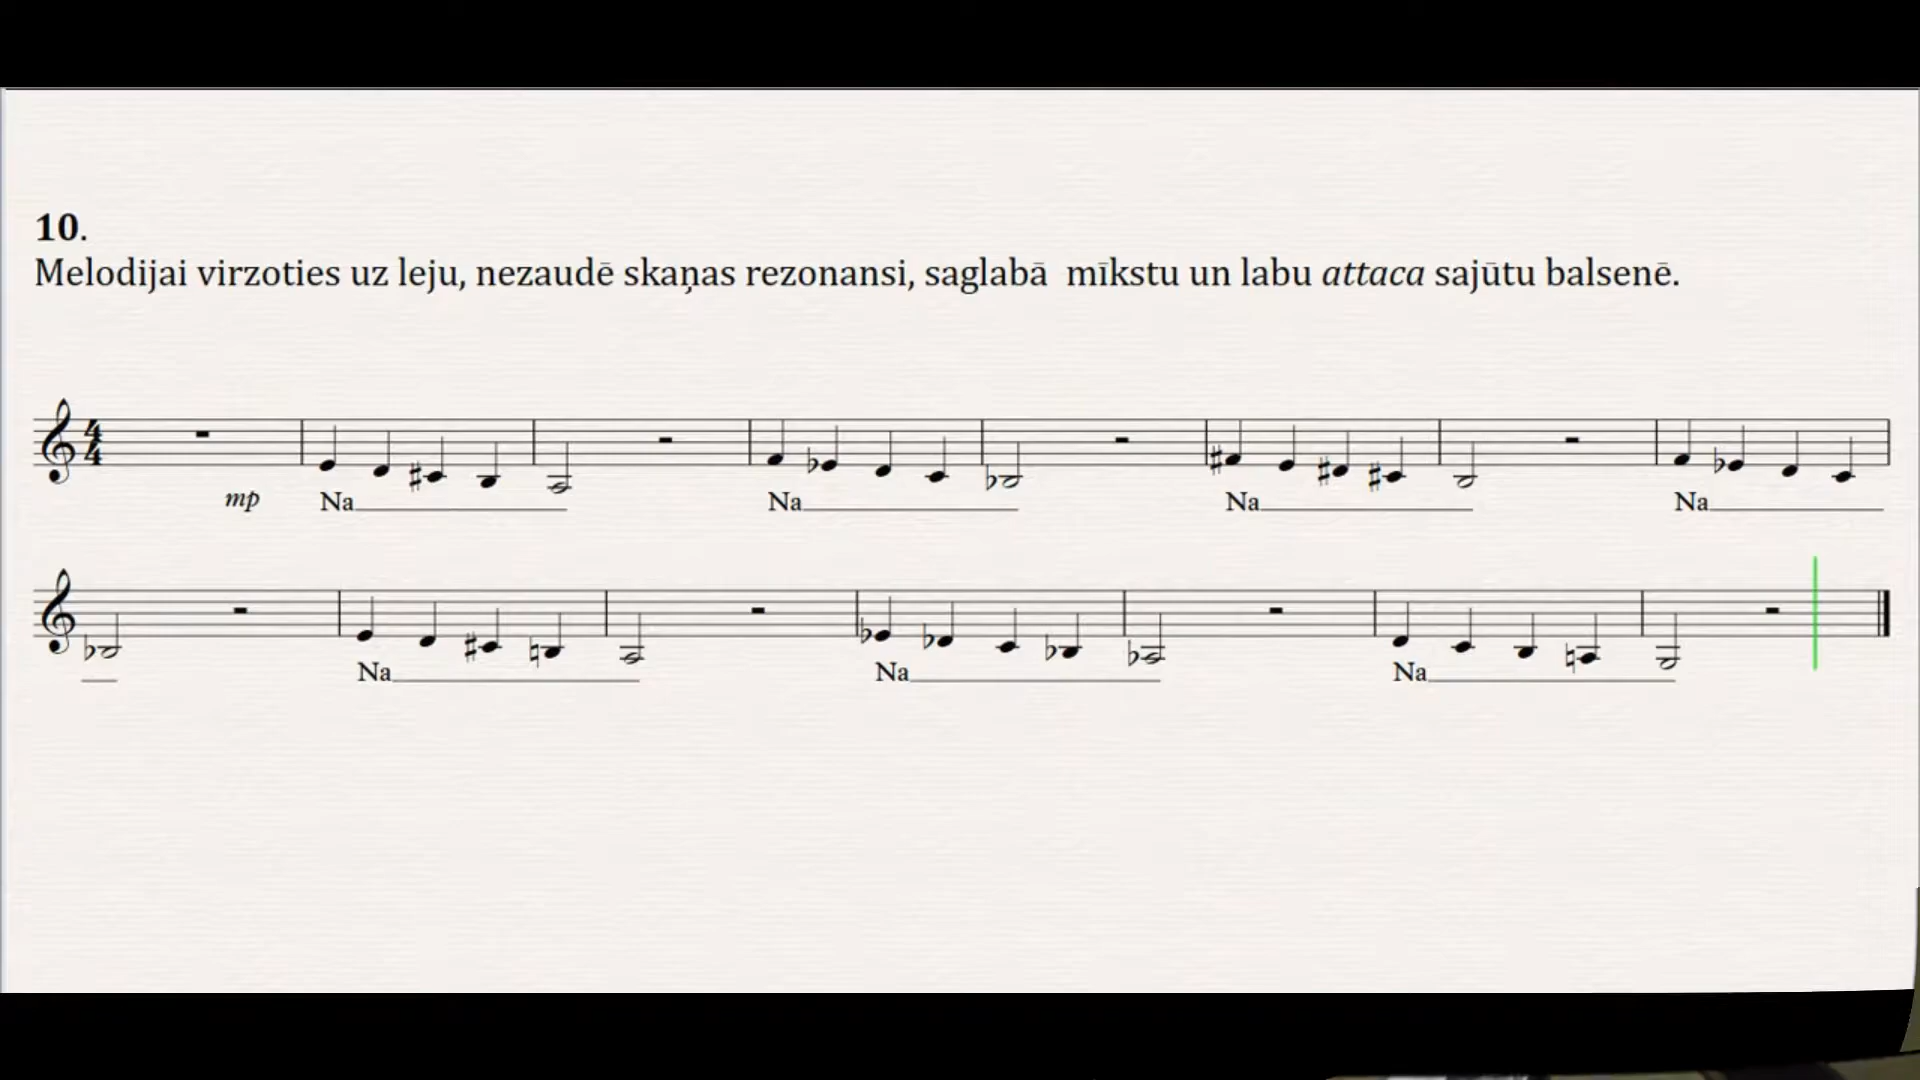 10.
Melodijai virzoties uz leju, nezaudē skaņas rezonansi, saglabā mīkstu un labu attaca sajūtu balsenē.
mp Na Na Na Na
Na Na Na